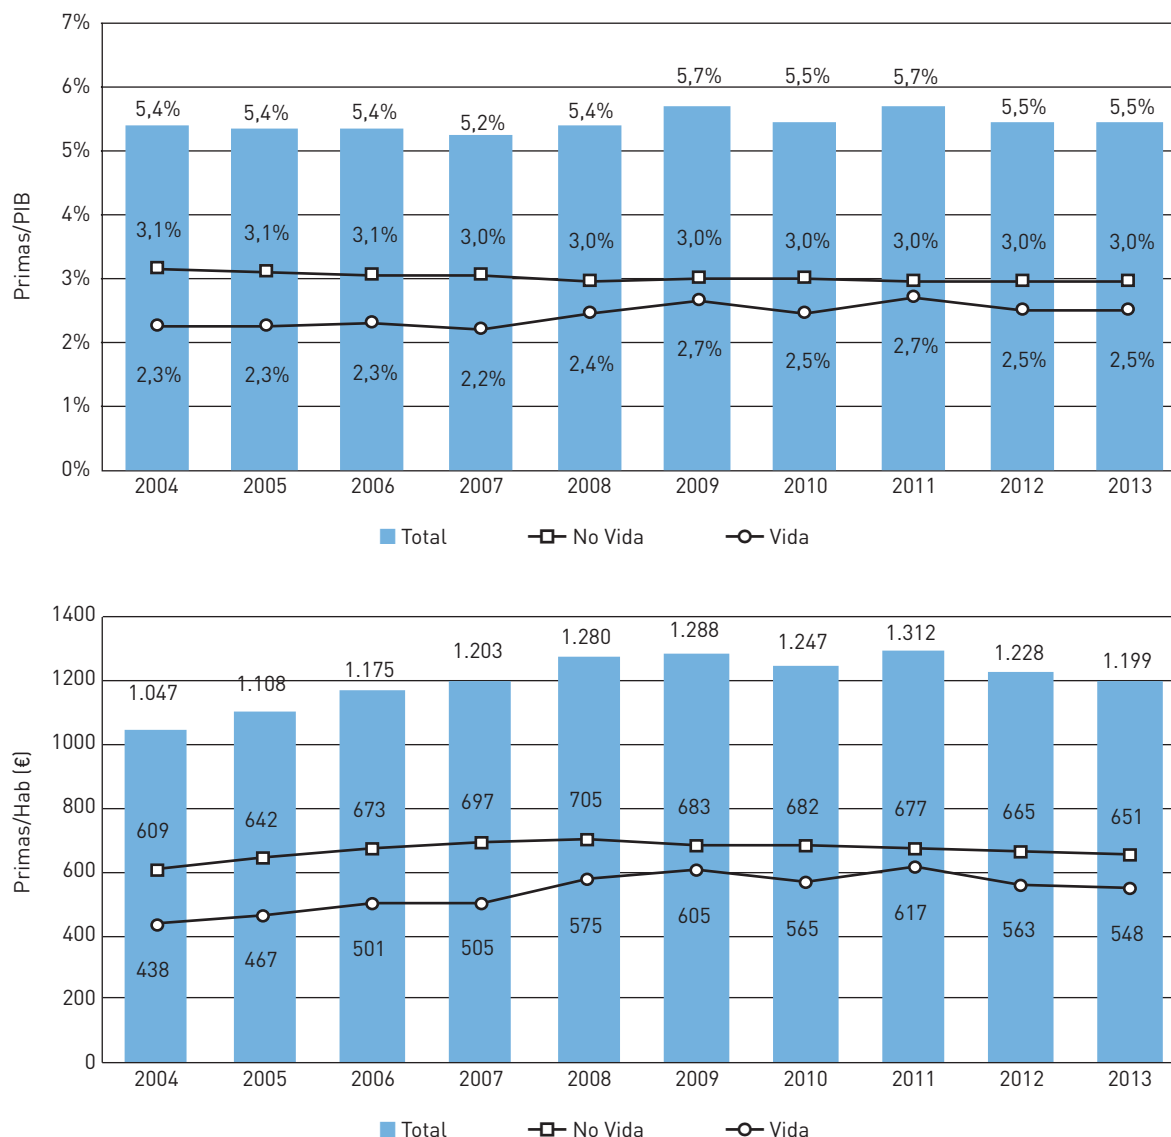 7%
6%
5%
4%
3%
2%
1%
0%
Primas/PIB
5,4% 5,4% 5,4% 5,2% 5,4% 5,7% 5,5% 5,7% 5,5% 5,5%
3,1% 3,1% 3,1% 3,0% 3,0% 3,0% 3,0% 3,0% 3,0% 3,0%
2,3% 2,3% 2,3% 2,2% 2,4% 2,7% 2,5% 2,7% 2,5% 2,5%
2004 2005 2006 2007 2008 2009 2010 2011 2012 2013
Total No Vida Vida
1400
1200
1000
800
600
400
200
0
Primas/Hab (€)
1.047 1.108 1.175 1.203 1.280 1.288 1.247 1.312 1.228 1.199
609 642 673 697 705 683 682 677 665 651
438 467 501 505 575 605 565 617 563 548
2004 2005 2006 2007 2008 2009 2010 2011 2012 2013
Total No Vida Vida